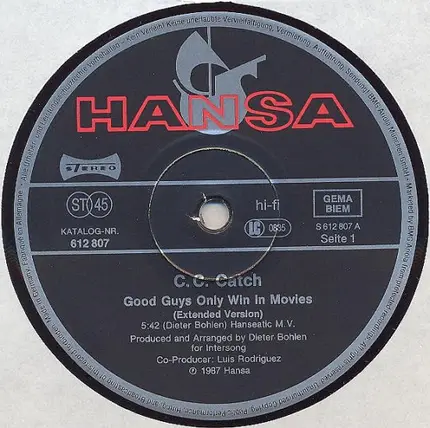 HANSA
STEREO
ST 45
hi-fi
LC 0835
GEMA
BIEM
KATALOG-NR.
612 807
S 612 807 A
Seite 1
C. C. Catch
Good Guys Only Win in Movies
(Extended Version)
5:42 (Dieter Bohlen) Hanseatic M. V.
Produced and Arranged by Dieter Bohlen
for Intersong
Co-Producer: Luis Rodriguez
℗ 1987 Hansa